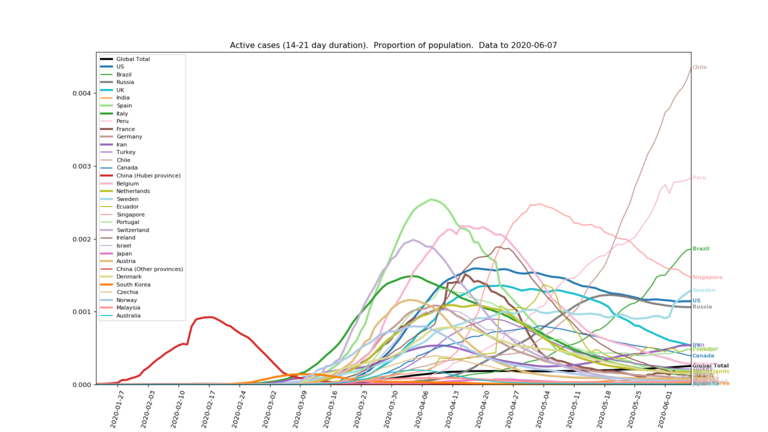 Active cases (14-21 day duration). Proportion of population. Data to 2020-06-07
Global Total
US
Brazil
Russia
UK
India
Spain
Italy
Peru
France
Germany
Iran
Turkey
Chile
Canada
China (Hubei province)
Belgium
Netherlands
Sweden
Ecuador
Singapore
Portugal
Switzerland
Ireland
Israel
Japan
Austria
China (Other provinces)
Denmark
South Korea
Czechia
Norway
Malaysia
Australia
0.004
0.003
0.002
0.001
0.000
Chile
Peru
Brazil
Singapore
Sweden
US
Russia
Canada
Global Total
2020-01-27
2020-02-03
2020-02-10
2020-02-17
2020-02-24
2020-03-02
2020-03-09
2020-03-16
2020-03-23
2020-03-30
2020-04-06
2020-04-13
2020-04-20
2020-04-27
2020-05-04
2020-05-11
2020-05-18
2020-05-25
2020-06-01